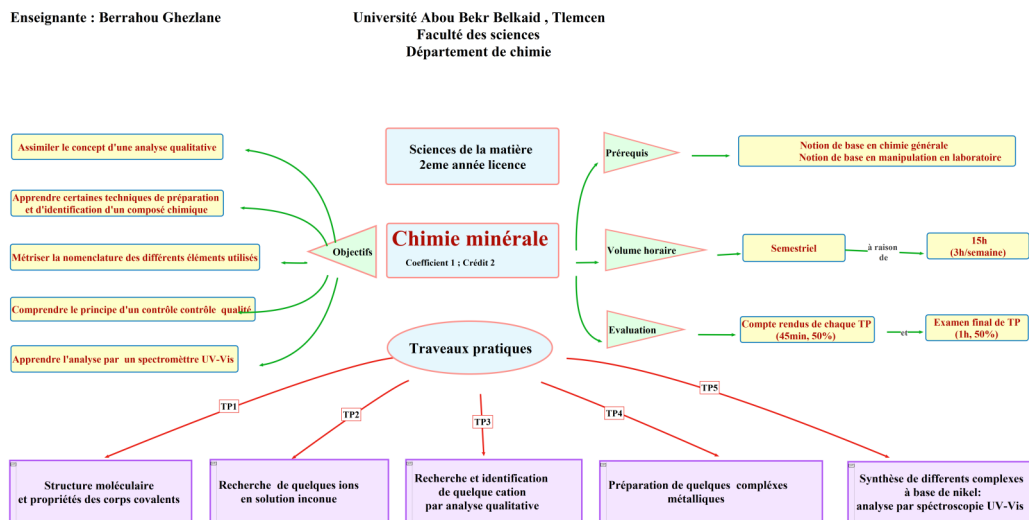 Enseignante : Berrahou Ghezlane
Université Abou Bekr Belkaid , Tlemcen
Faculté des sciences
Département de chimie
Sciences de la matière
2eme année licence
Chimie minérale
Coefficient 1 ; Crédit 2
Objectifs
Assimiler le concept d'une analyse qualitative
Apprendre certaines techniques de préparation
et d'identification d'un composé chimique
Métriser la nomenclature des différents éléments utilisés
Comprendre le principe d'un contrôle contrôle qualité
Apprendre l'analyse par un spectromèttre UV-Vis
Prérequis
Notion de base en chimie générale
Notion de base en manipulation en laboratoire
Volume horaire
Semestriel
à raison
de
15h
(3h/semaine)
Evaluation
Compte rendus de chaque TP
(45min, 50%)
et
Examen final de TP
(1h, 50%)
Traveaux pratiques
TP1
TP2
TP3
TP4
TP5
Structure moléculaire
et propriétés des corps covalents
Recherche de quelques ions
en solution inconue
Recherche et identification
de quelque cation
par analyse qualitative
Préparation de quelques compléxes
métalliques
Synthèse de differents complexes
à base de nikel:
analyse par spéctroscopie UV-Vis